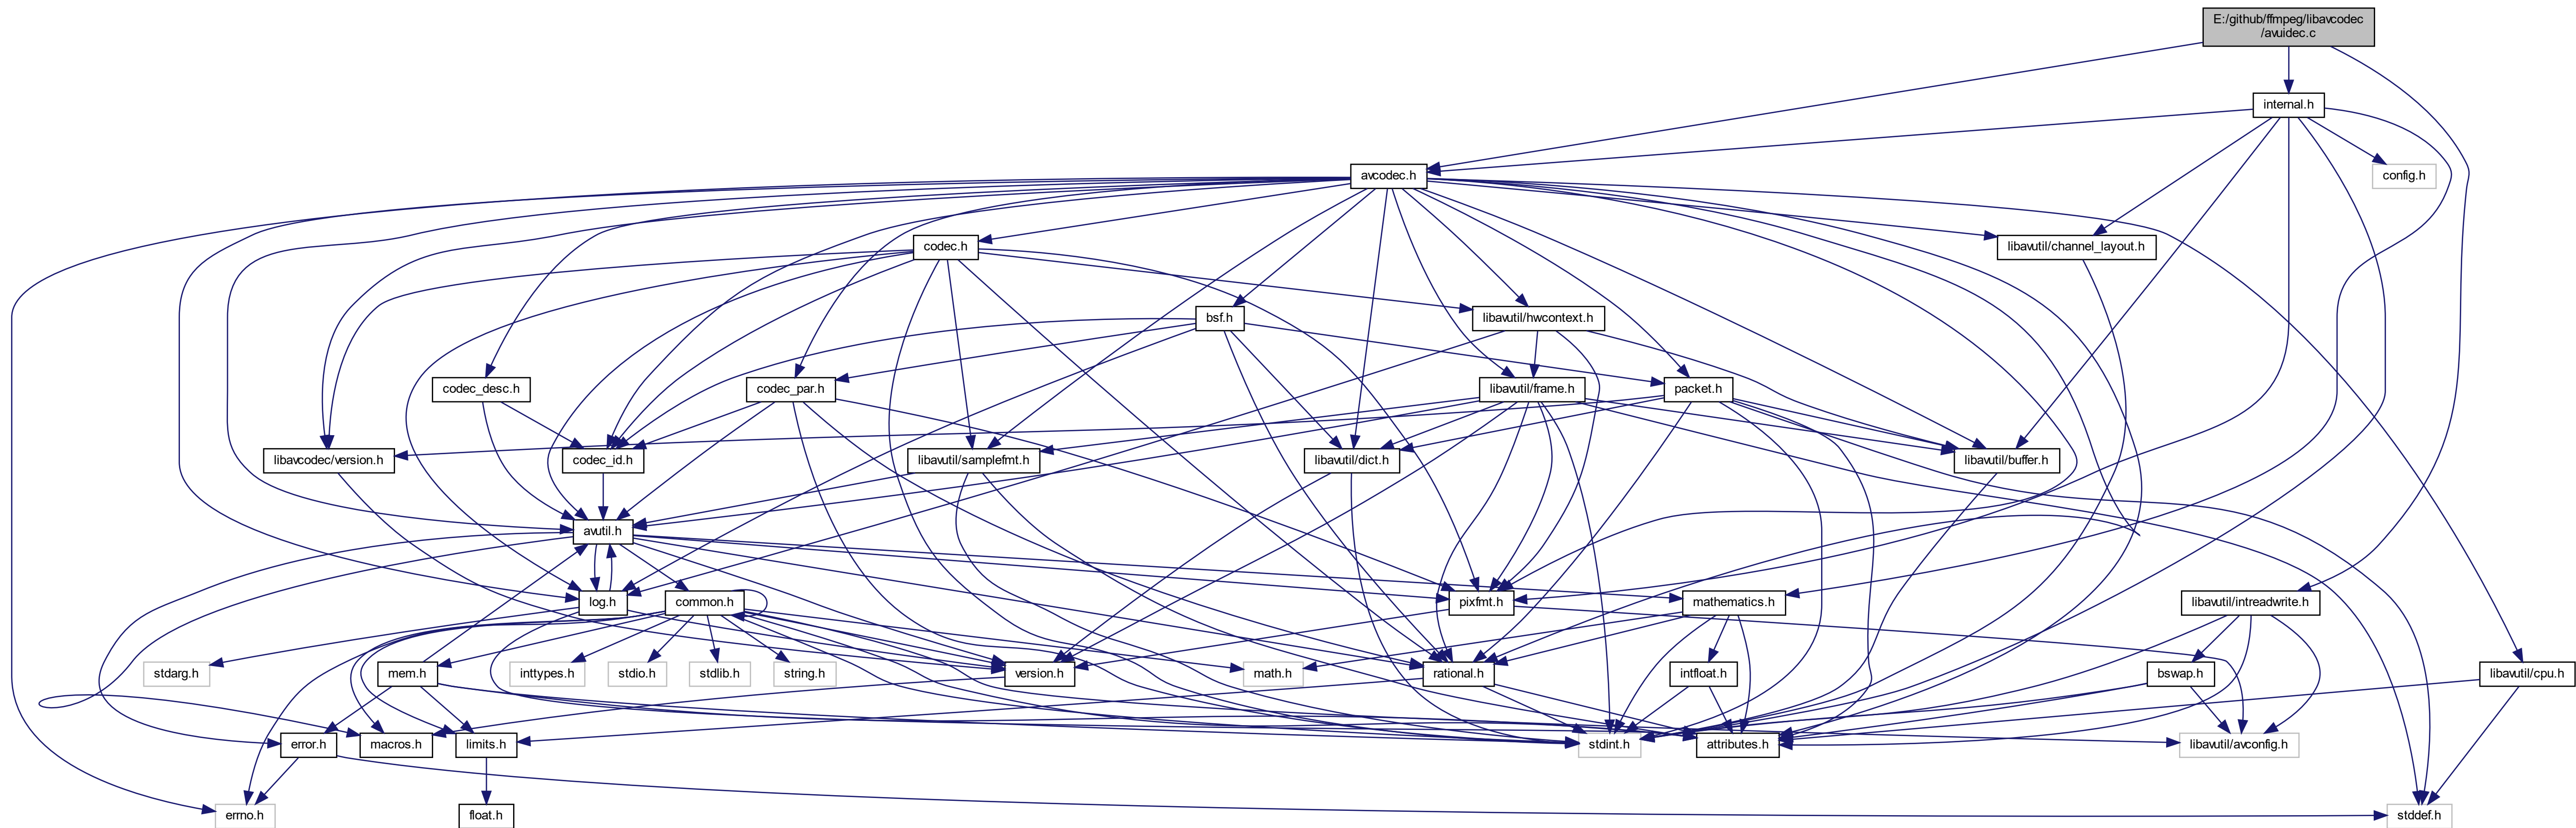 E:/github/ffmpeg/libavcodec
/avuidec.c
internal.h
avcodec.h
config.h
codec.h
libavutil/channel_layout.h
bsf.h
libavutil/hwcontext.h
codec_desc.h
codec_par.h
libavutil/frame.h
packet.h
libavcodec/version.h
codec_id.h
libavutil/samplefmt.h
libavutil/dict.h
libavutil/buffer.h
avutil.h
log.h
common.h
pixfmt.h
mathematics.h
libavutil/intreadwrite.h
stdarg.h
mem.h
inttypes.h
stdio.h
stdlib.h
string.h
version.h
math.h
rational.h
intfloat.h
bswap.h
libavutil/cpu.h
error.h
macros.h
limits.h
stdint.h
attributes.h
libavutil/avconfig.h
errno.h
float.h
stddef.h